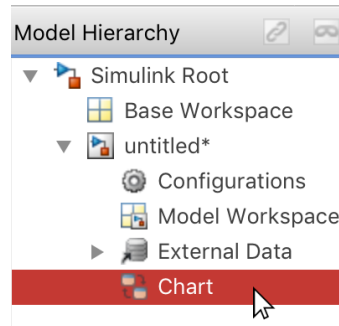 Model Hierarchy
Simulink Root
Base Workspace
untitled*
Configurations
Model Workspace
External Data
Chart